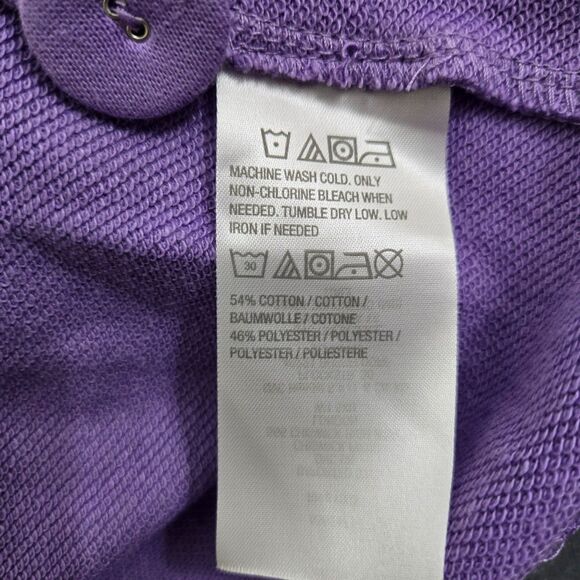 MACHINE WASH COLD. ONLY
NON-CHLORINE BLEACH WHEN
NEEDED. TUMBLE DRY LOW. LOW
IRON IF NEEDED
30
54% COTTON / COTTON /
BAUMWOLLE / COTONE
46% POLYESTER / POLYESTER /
POLYESTER / POLIESTERE